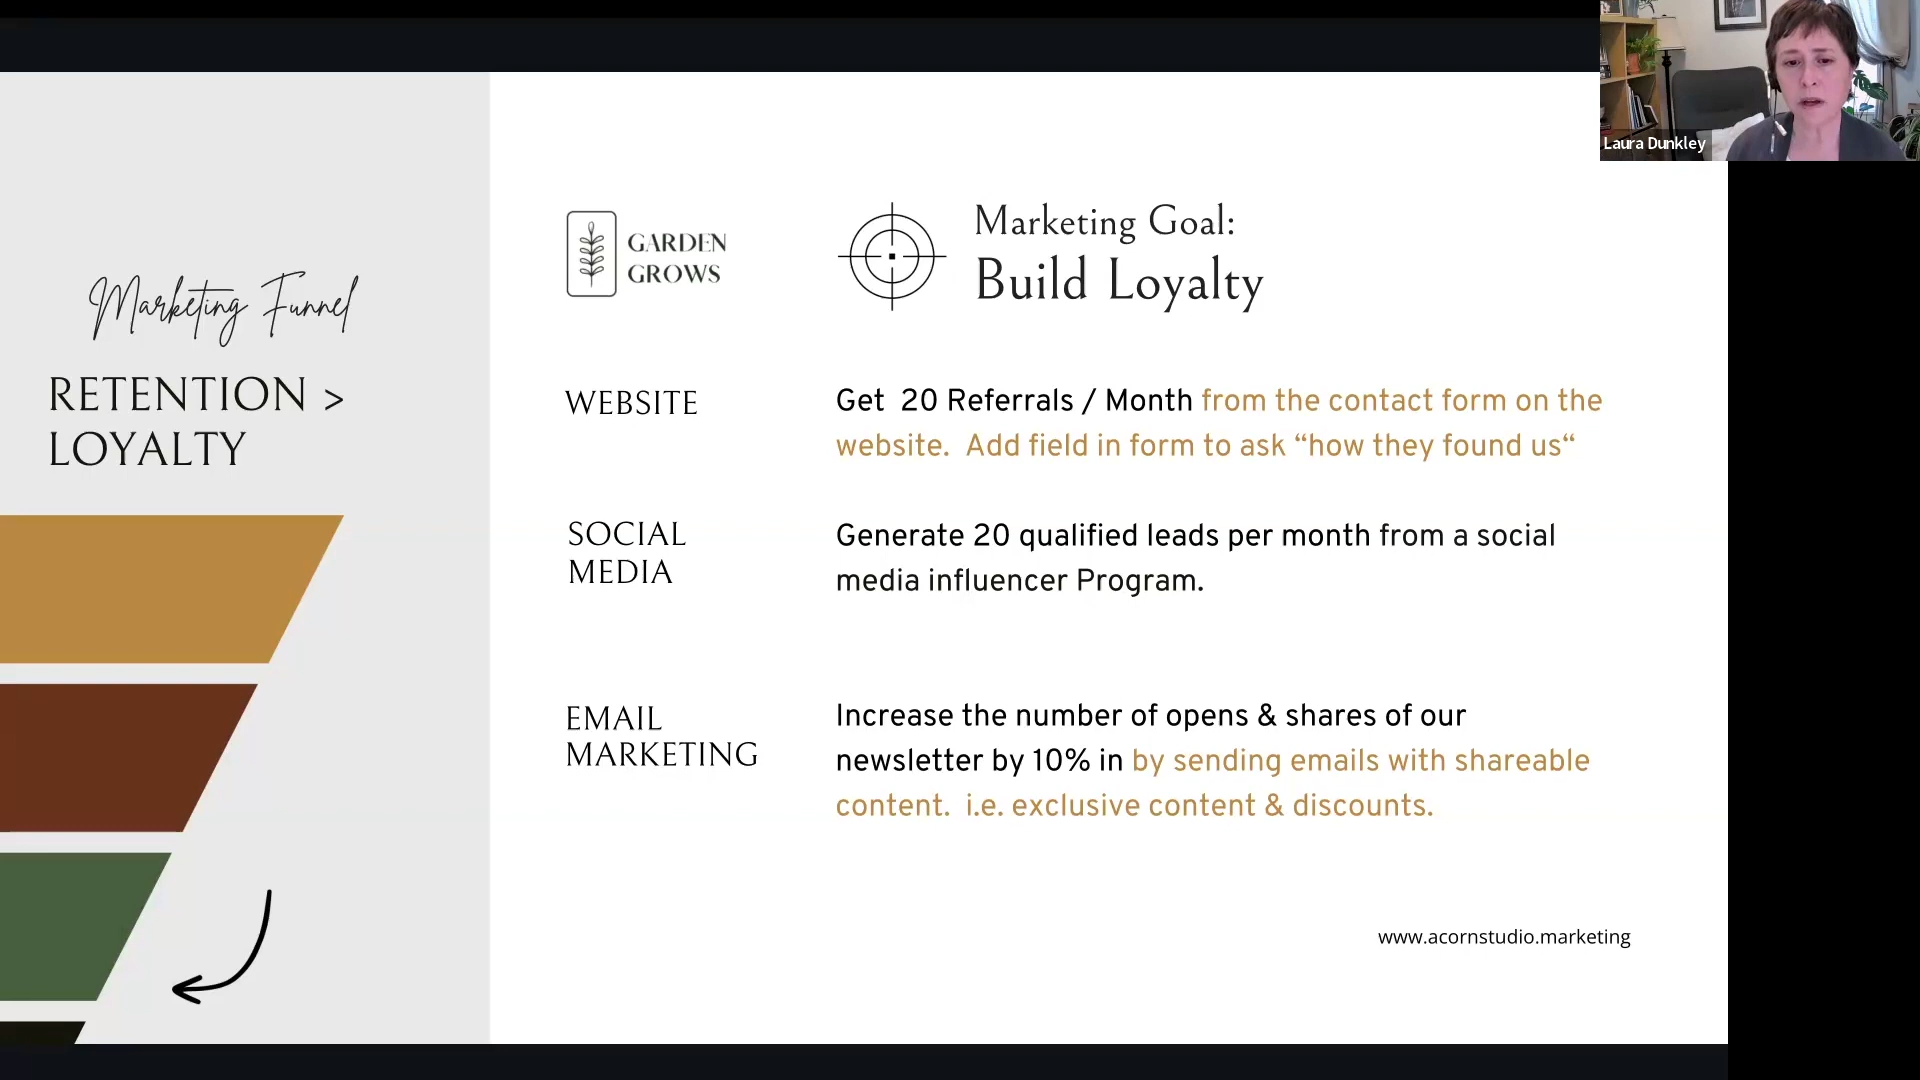 Laura Dunkley
Marketing Funnel
RETENTION >
LOYALTY
GARDEN
GROWS
Marketing Goal:
Build Loyalty
WEBSITE
Get  20 Referrals / Month from the contact form on the
website.  Add field in form to ask “how they found us“
SOCIAL
MEDIA
Generate 20 qualified leads per month from a social
media influencer Program.
EMAIL
MARKETING
Increase the number of opens & shares of our
newsletter by 10% in by sending emails with shareable
content.  i.e. exclusive content & discounts.
www.acornstudio.marketing